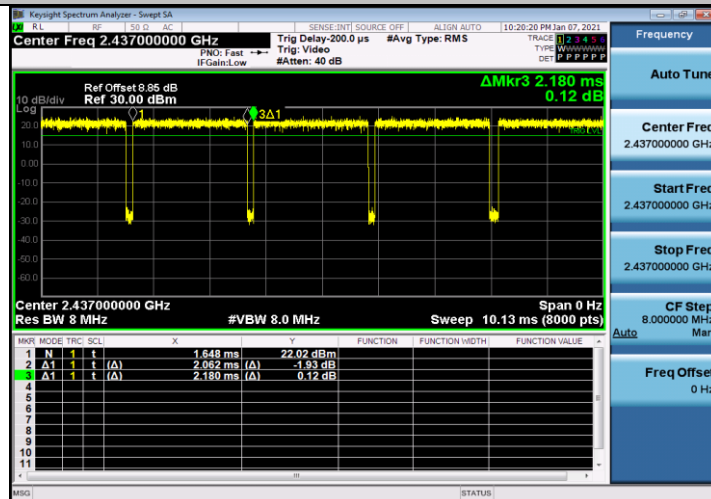 Keysight Spectrum Analyzer - Swept SA
RL RF 50 Ω AC SENSE:INT SOURCE OFF ALIGN AUTO 10:20:20 PM Jan 07, 2021
Center Freq 2.437000000 GHz
PNO: Fast
IFGain:Low
Trig Delay-200.0 µs
Trig: Video
#Atten: 40 dB
#Avg Type: RMS
TRACE 1 2 3 4 5 6
TYPE WWWWWW
DET P P P P P P
Ref Offset 8.85 dB
10 dB/div Ref 30.00 dBm
Log
ΔMkr3 2.180 ms
0.12 dB
1
3Δ1
20.0
10.0
0.00
-10.0
-20.0
-30.0
-40.0
-50.0
-60.0
Center 2.437000000 GHz Span 0 Hz
Res BW 8 MHz #VBW 8.0 MHz Sweep 10.13 ms (8000 pts)
MKR MODE TRC SCL X Y FUNCTION FUNCTION WIDTH FUNCTION VALUE
1 N 1 t 1.648 ms 22.02 dBm
2 Δ1 1 t (Δ) 2.062 ms (Δ) -1.93 dB
3 Δ1 1 t (Δ) 2.180 ms (Δ) 0.12 dB
4
5
6
7
8
9
10
11
MSG STATUS
Frequency
Auto Tune
Center Freq
2.437000000 GHz
Start Freq
2.437000000 GHz
Stop Freq
2.437000000 GHz
CF Step
8.000000 MHz
Auto Man
Freq Offset
0 Hz